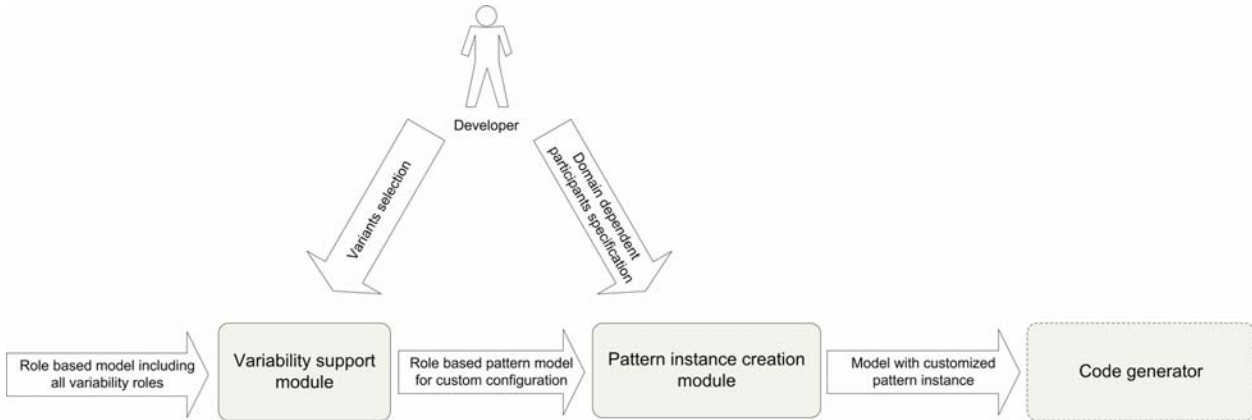 Developer
Variants selection
Domain dependent
participants specification
Role based model including
all variability roles
Variability support
module
Role based pattern model
for custom configuration
Pattern instance creation
module
Model with customized
pattern instance
Code generator